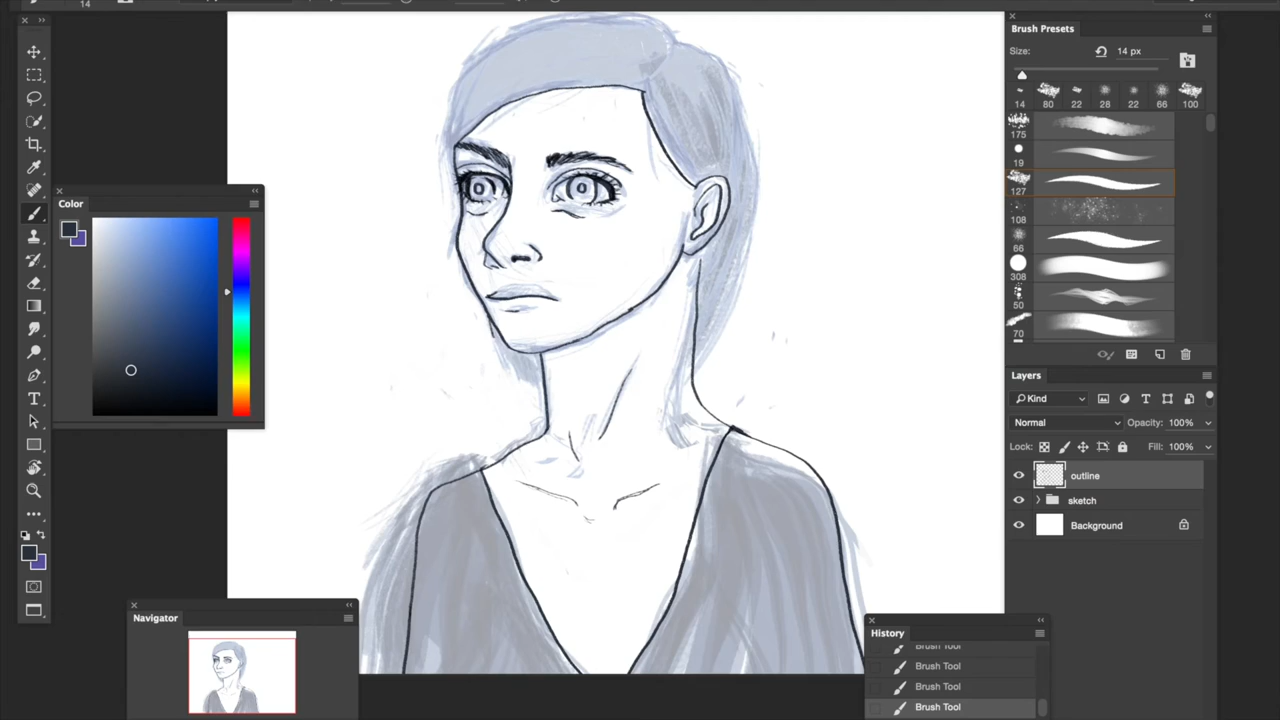 14
Brush Presets
Size: 14 px
14 80 22 28 22 66 100
175
19
127
108
66
308
50
70
Color
Layers
Kind
Normal Opacity: 100%
Lock: Fill: 100%
outline
sketch
Background
Navigator
History
Brush Tool
Brush Tool
Brush Tool
Brush Tool